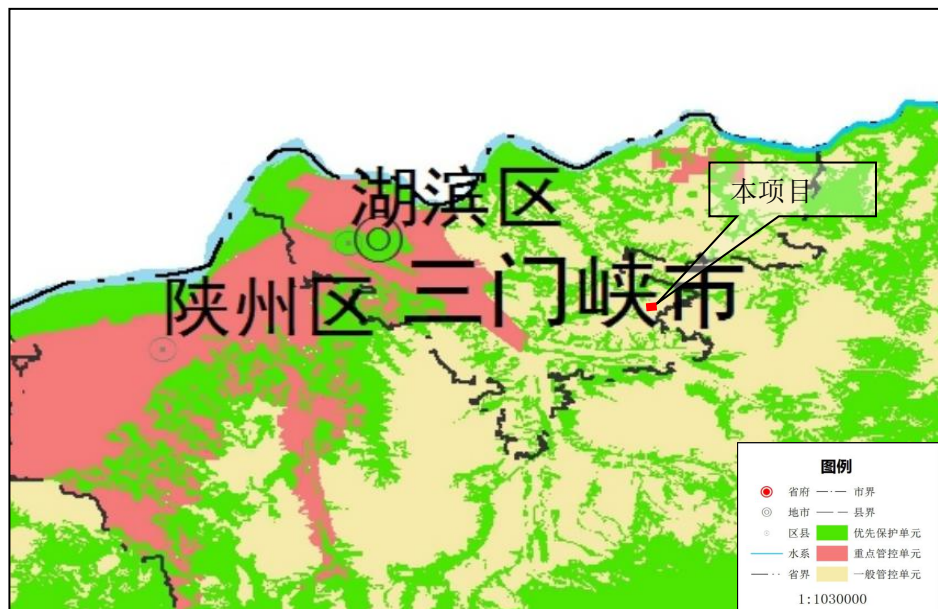 湖滨区
本项目
三门峡市
陕州区
图例
省府 市界
地市 县界
区县 优先保护单元
水系 重点管控单元
省界 一般管控单元
1:1030000